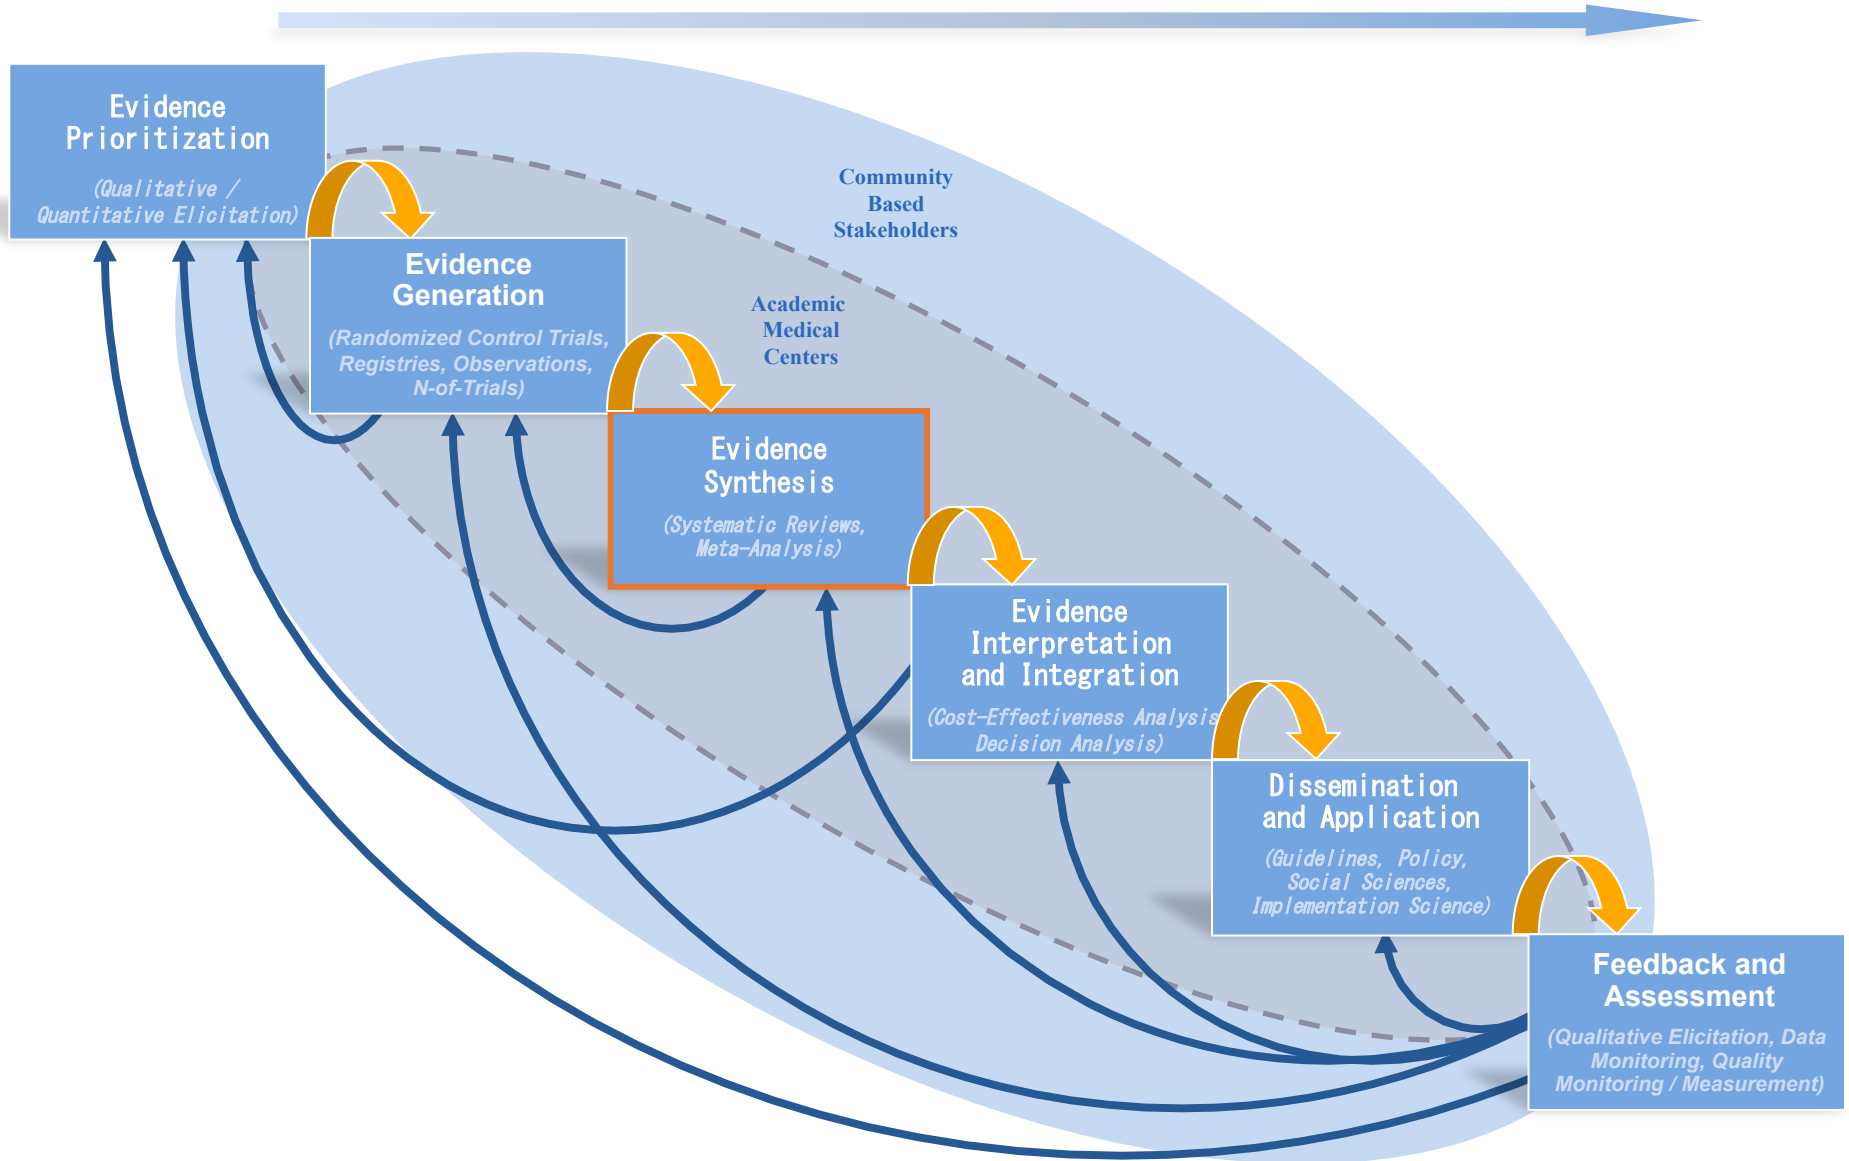 Evidence
Prioritization
(Qualitative /
Quantitative Elicitation)
Community
Based
Stakeholders
Evidence
Generation
(Randomized Control Trials,
Registries, Observations,
N-of-Trials)
Academic
Medical
Centers
Evidence
Synthesis
(Systematic Reviews,
Meta-Analysis)
Evidence
Interpretation
and Integration
(Cost-Effectiveness Analysis
Decision Analysis)
Dissemination
and Application
(Guidelines, Policy,
Social Sciences,
Implementation Science)
Feedback and
Assessment
(Qualitative Elicitation, Data
Monitoring, Quality
Monitoring / Measurement)